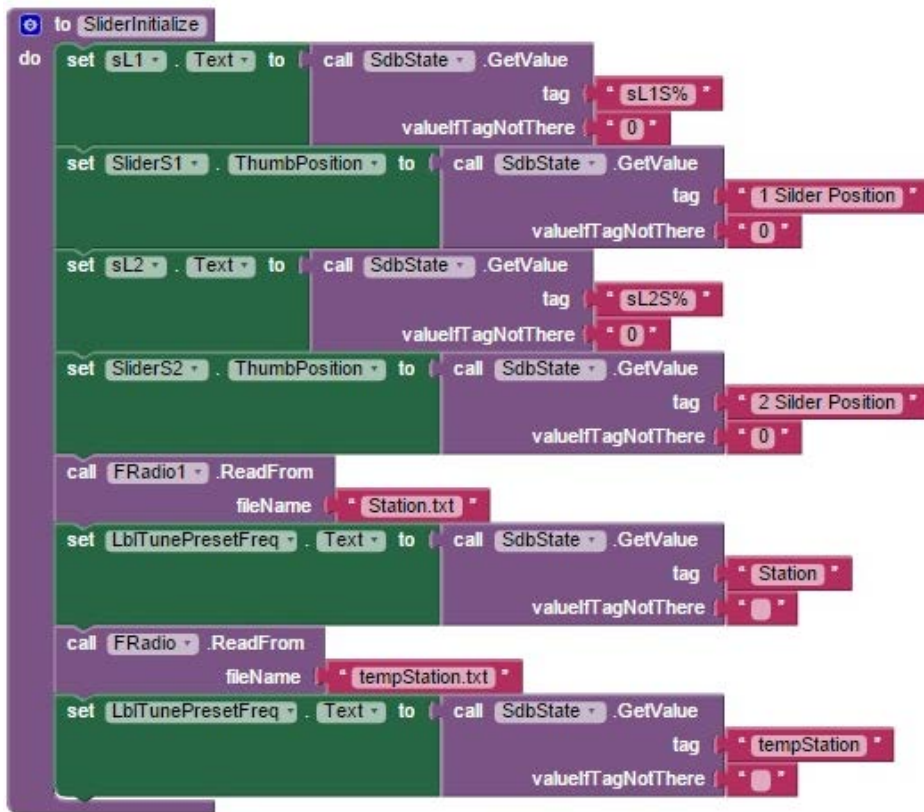 to SliderInitialize
do set sL1 . Text to call SdbState .GetValue
tag " sL1S% "
valueIfTagNotThere " 0 "
set SliderS1 . ThumbPosition to call SdbState .GetValue
tag " 1 Silder Position "
valueIfTagNotThere " 0 "
set sL2 . Text to call SdbState .GetValue
tag " sL2S% "
valueIfTagNotThere " 0 "
set SliderS2 . ThumbPosition to call SdbState .GetValue
tag " 2 Silder Position "
valueIfTagNotThere " 0 "
call FRadio1 .ReadFrom
fileName " Station.txt "
set LblTunePresetFreq . Text to call SdbState .GetValue
tag " Station "
valueIfTagNotThere " "
call FRadio .ReadFrom
fileName " tempStation.txt "
set LblTunePresetFreq . Text to call SdbState .GetValue
tag " tempStation "
valueIfTagNotThere " "